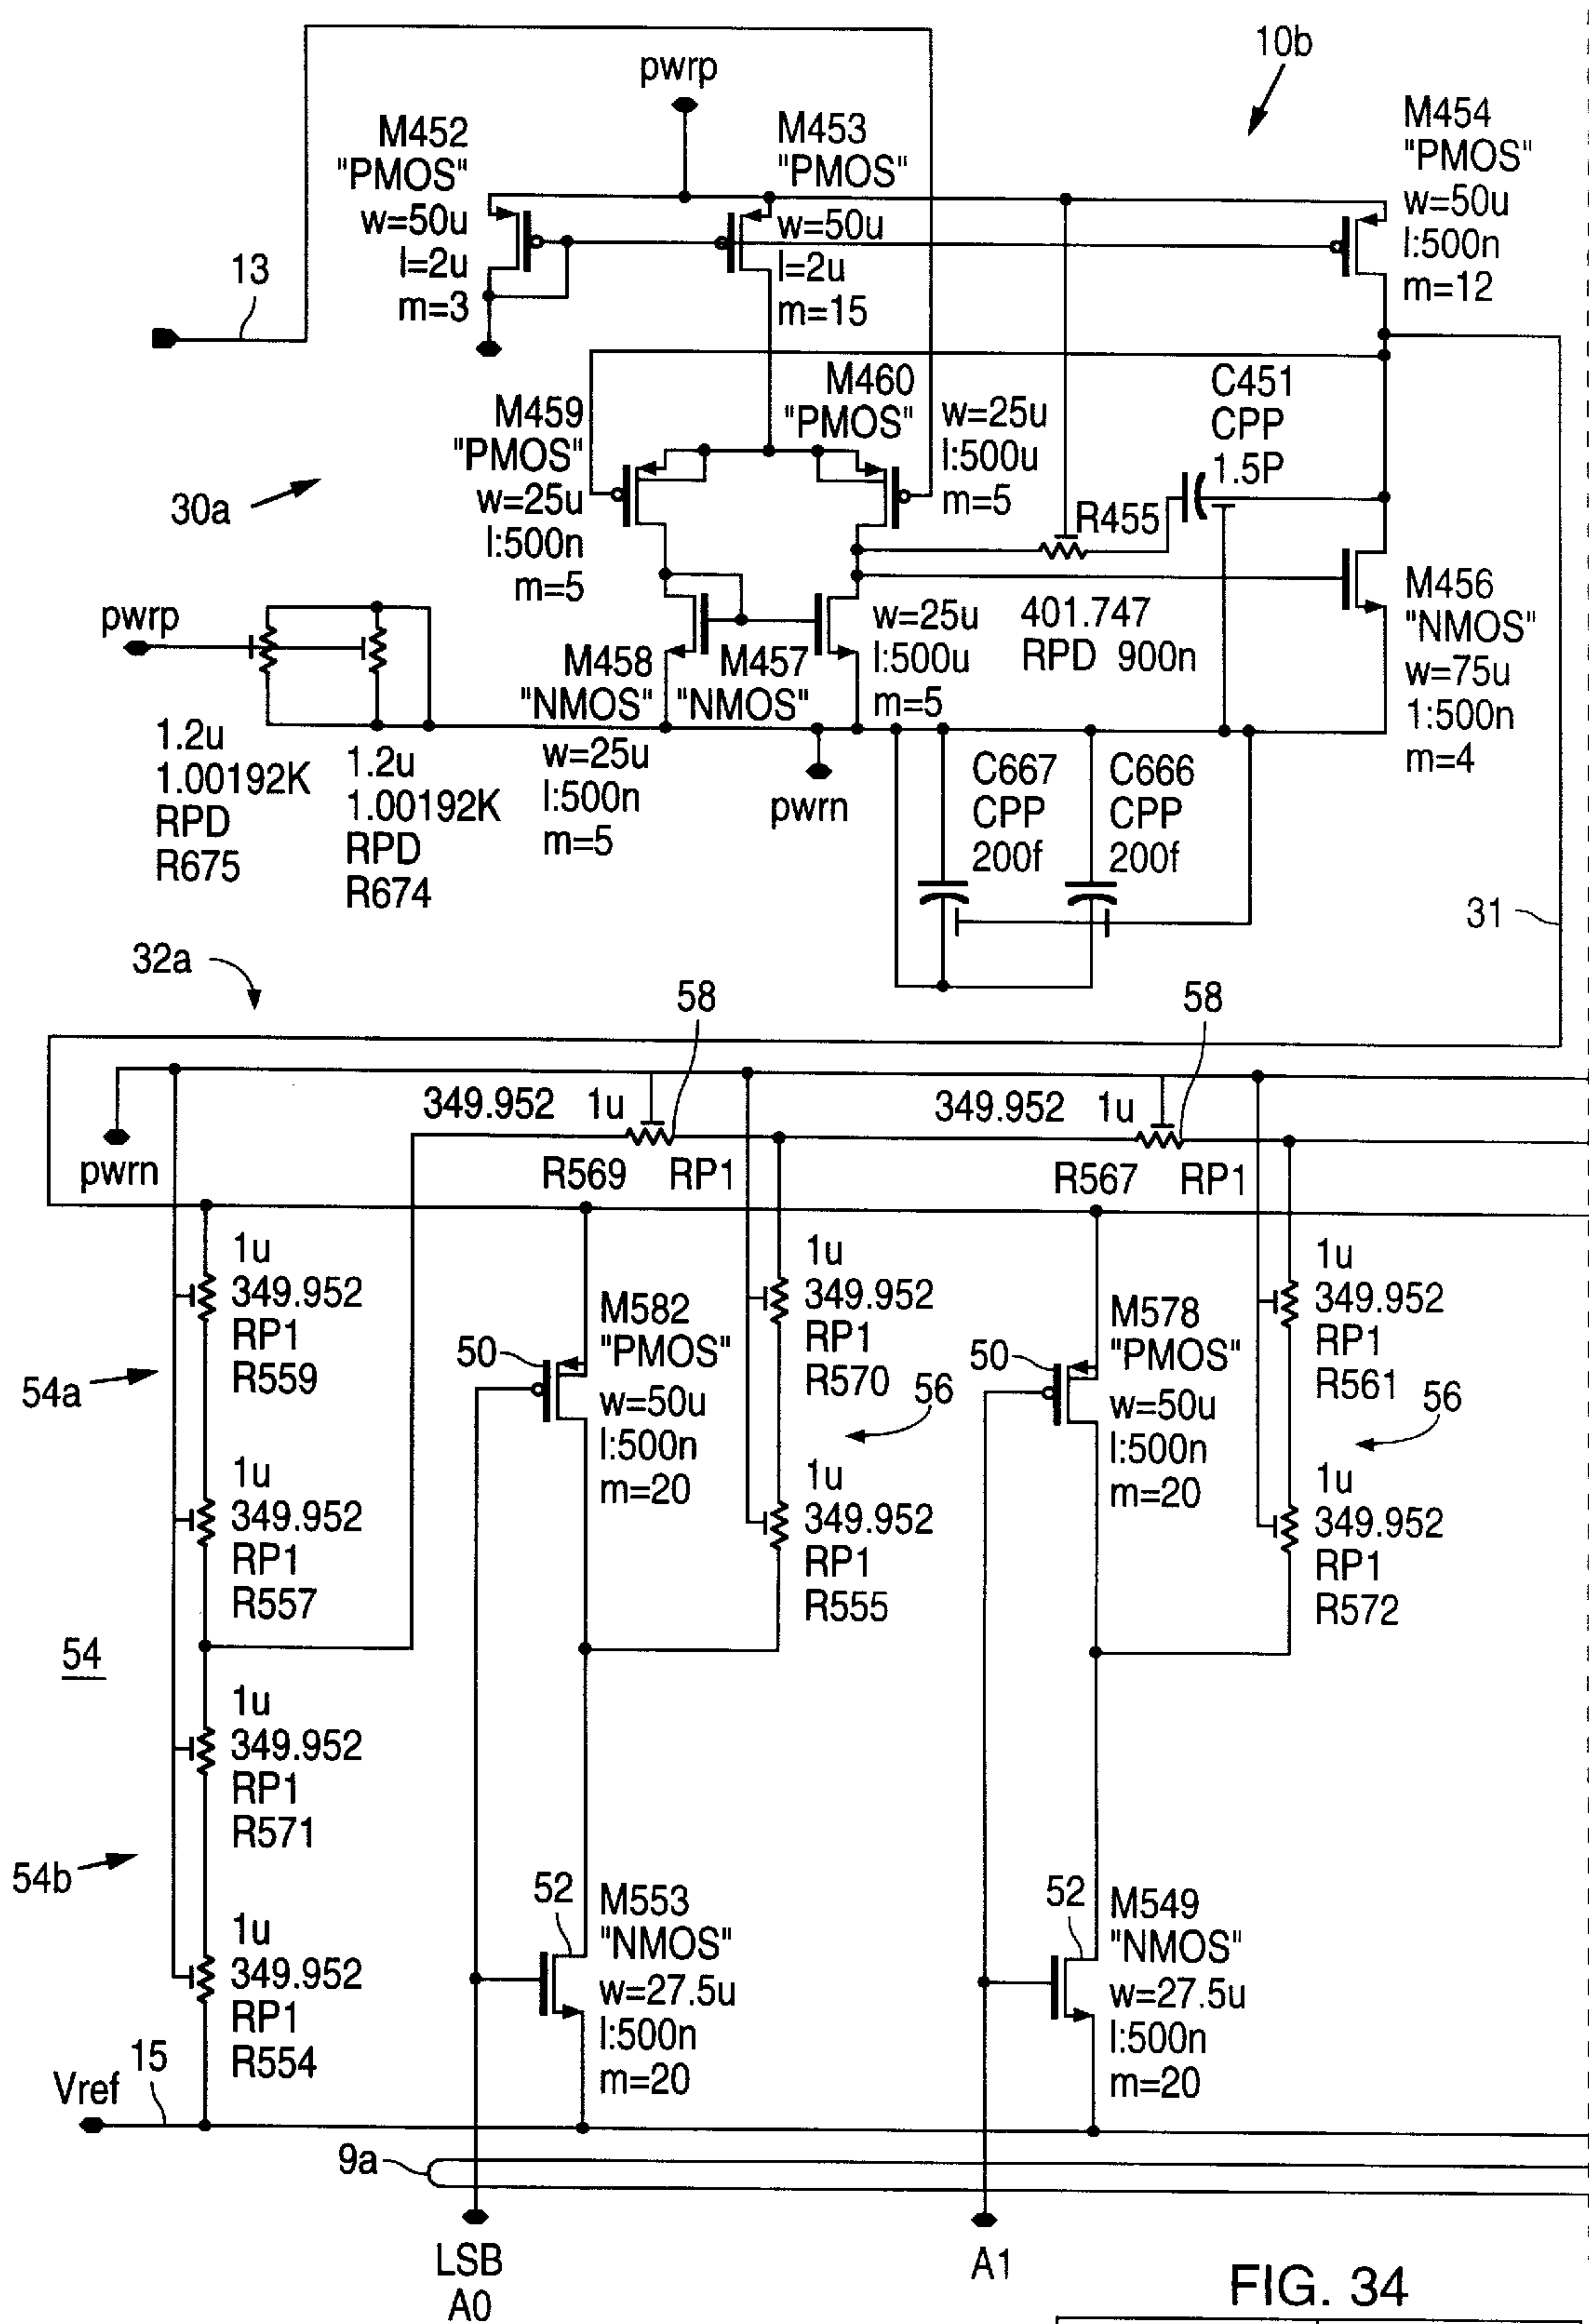 10b
pwrp
M452
"PMOS"
w=50u
l=2u
m=3
M453
"PMOS"
w=50u
l=2u
m=15
M454
"PMOS"
w=50u
l:500n
m=12
13
M459
"PMOS"
w=25u
l:500n
m=5
M460
"PMOS"
w=25u
l:500u
m=5
C451
CPP
1.5P
30a
R455
401.747
RPD 900n
M456
"NMOS"
w=75u
1:500n
m=4
pwrp
M458
"NMOS"
w=25u
l:500n
m=5
M457
"NMOS"
w=25u
l:500u
m=5
1.2u
1.00192K
RPD
R675
1.2u
1.00192K
RPD
R674
pwrn
C667
CPP
200f
C666
CPP
200f
31
32a
58
58
349.952 1u
R569 RP1
349.952 1u
R567 RP1
pwrn
1u
349.952
RP1
R559
54a
50
M582
"PMOS"
w=50u
l:500n
m=20
1u
349.952
RP1
R570
56
50
M578
"PMOS"
w=50u
l:500n
m=20
1u
349.952
RP1
R561
56
1u
349.952
RP1
R557
1u
349.952
RP1
R555
1u
349.952
RP1
R572
54
1u
349.952
RP1
R571
54b
1u
349.952
RP1
R554
52
M553
"NMOS"
w=27.5u
l:500n
m=20
52
M549
"NMOS"
w=27.5u
l:500n
m=20
Vref
15
9a
LSB
A0
A1
FIG. 34